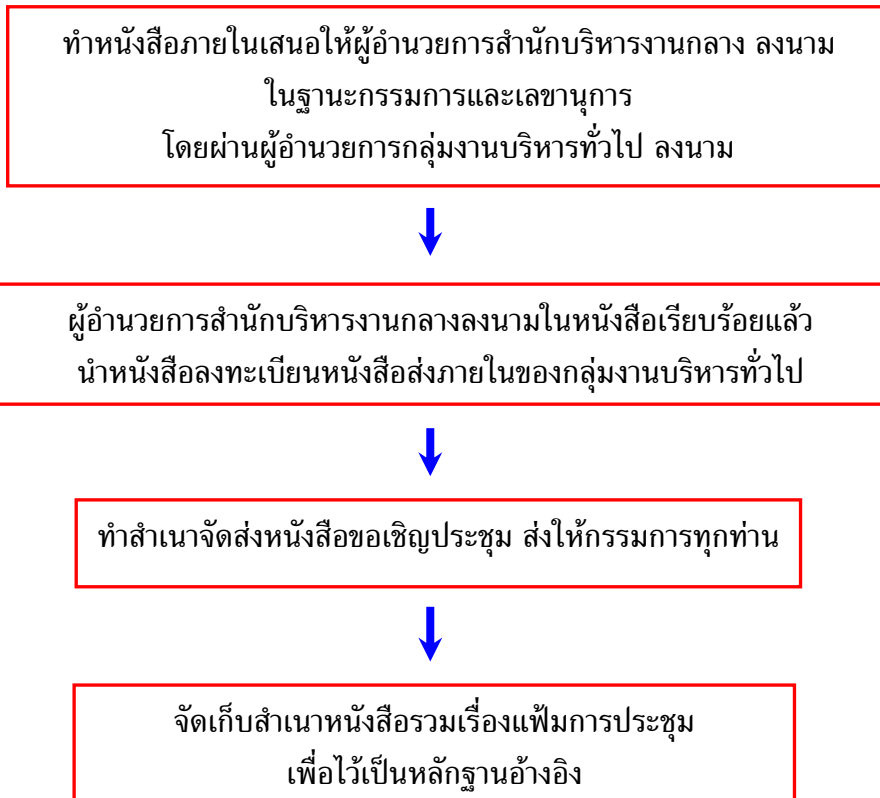 ทำหนังสือภายในเสนอให้ผู้อำนวยการสำนักบริหารงานกลาง ลงนาม
ในฐานะกรรมการและเลขานุการ
โดยผ่านผู้อำนวยการกลุ่มงานบริหารทั่วไป ลงนาม
ผู้อำนวยการสำนักบริหารงานกลางลงนามในหนังสือเรียบร้อยแล้ว
นำหนังสือลงทะเบียนหนังสือส่งภายในของกลุ่มงานบริหารทั่วไป
ทำสำเนาจัดส่งหนังสือขอเชิญประชุม ส่งให้กรรมการทุกท่าน
จัดเก็บสำเนาหนังสือรวมเรื่องแฟ้มการประชุม
เพื่อไว้เป็นหลักฐานอ้างอิง